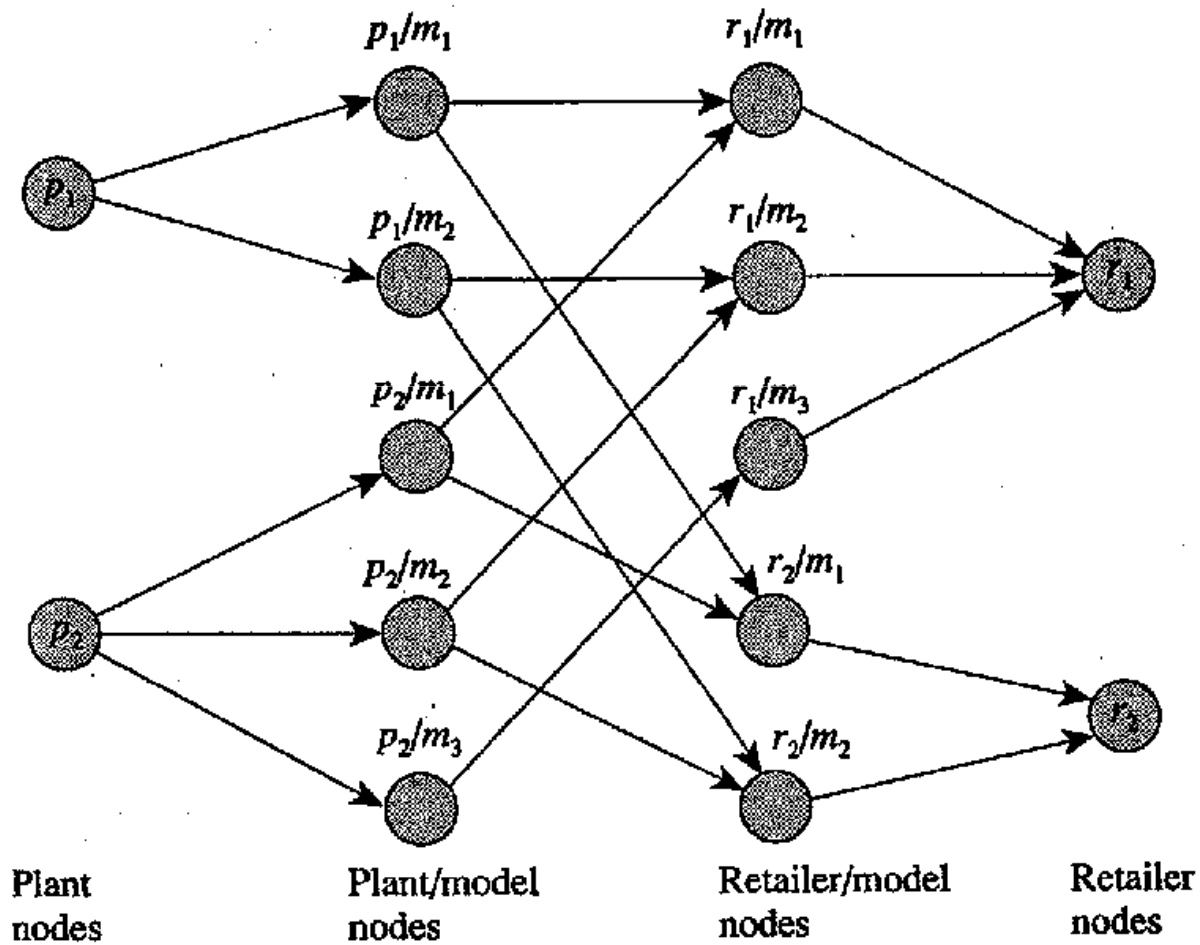 p₁/m₁
r₁/m₁
p₁
p₁/m₂
r₁/m₂
r₁
p₂/m₁
r₁/m₃
p₂/m₂
r₂/m₁
p₂
p₂/m₃
r₂/m₂
r₂
Plant
nodes
Plant/model
nodes
Retailer/model
nodes
Retailer
nodes